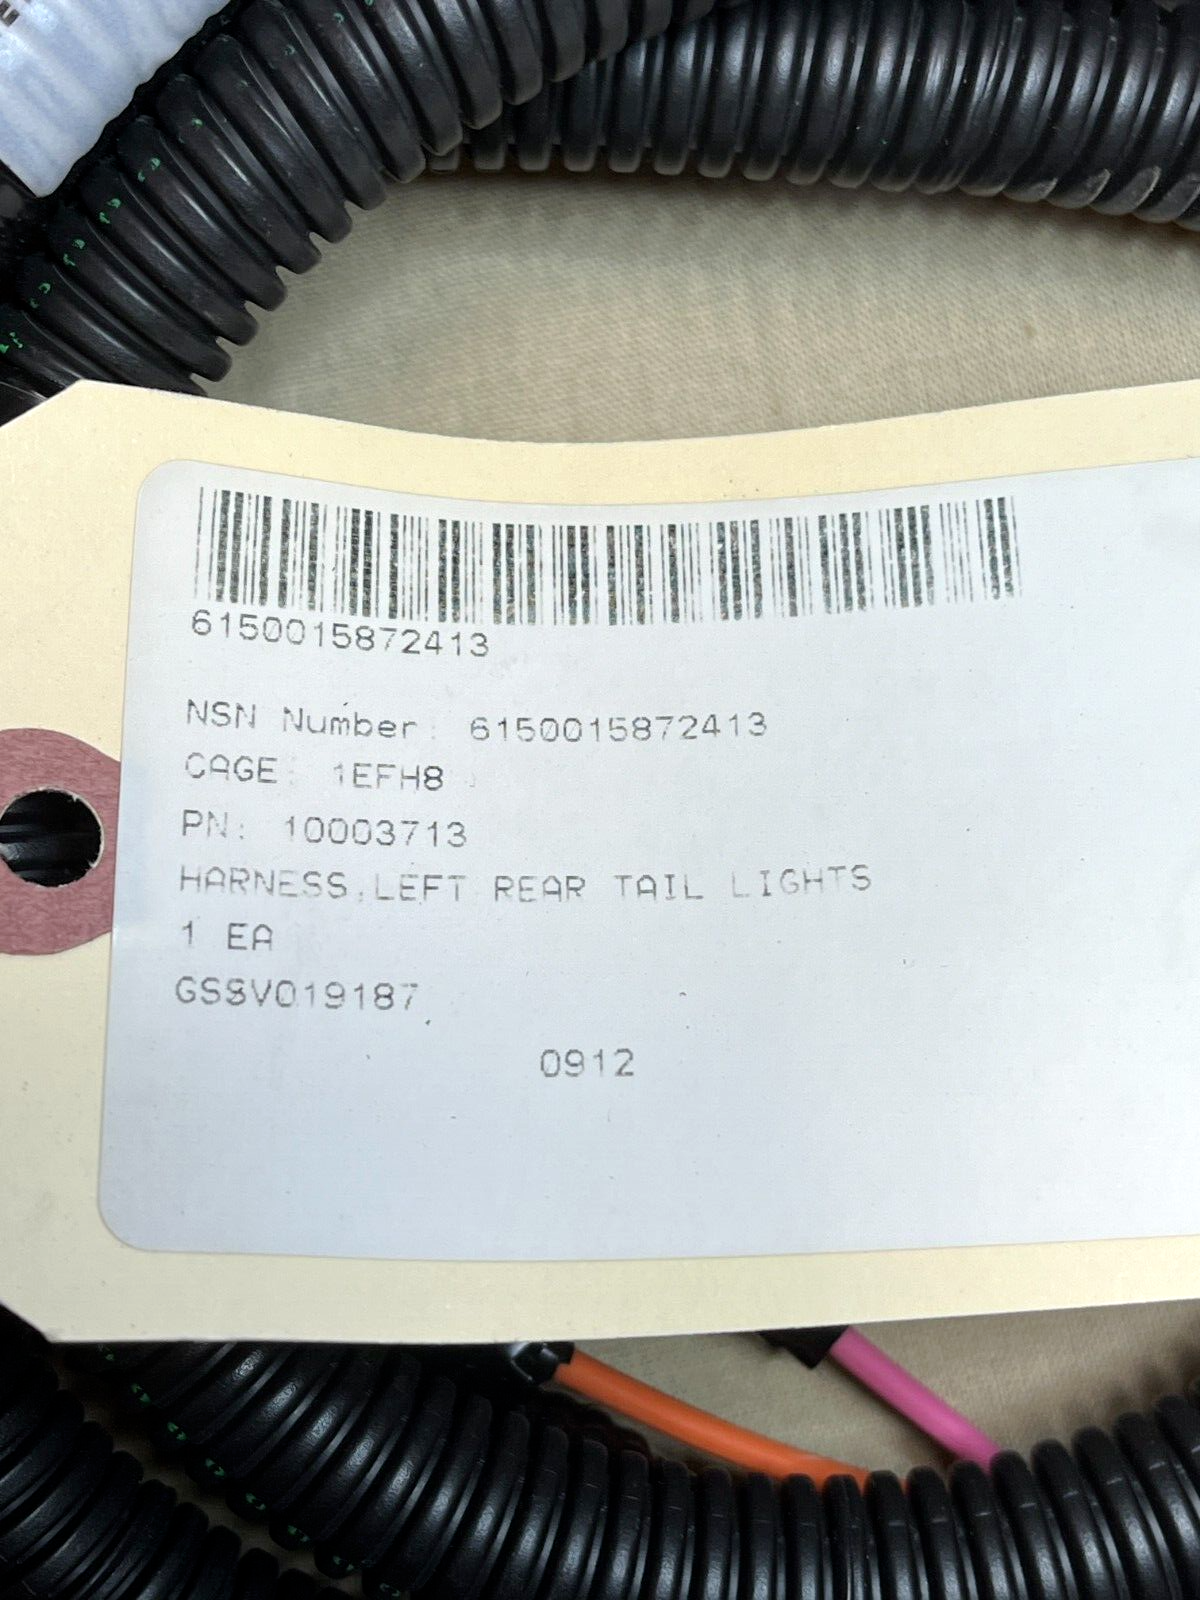 6150015872413
NSN Number: 6150015872413
CAGE: 1EFH8
PN: 10003713
HARNESS,LEFT REAR TAIL LIGHTS
1 EA
GSSV019187
0912